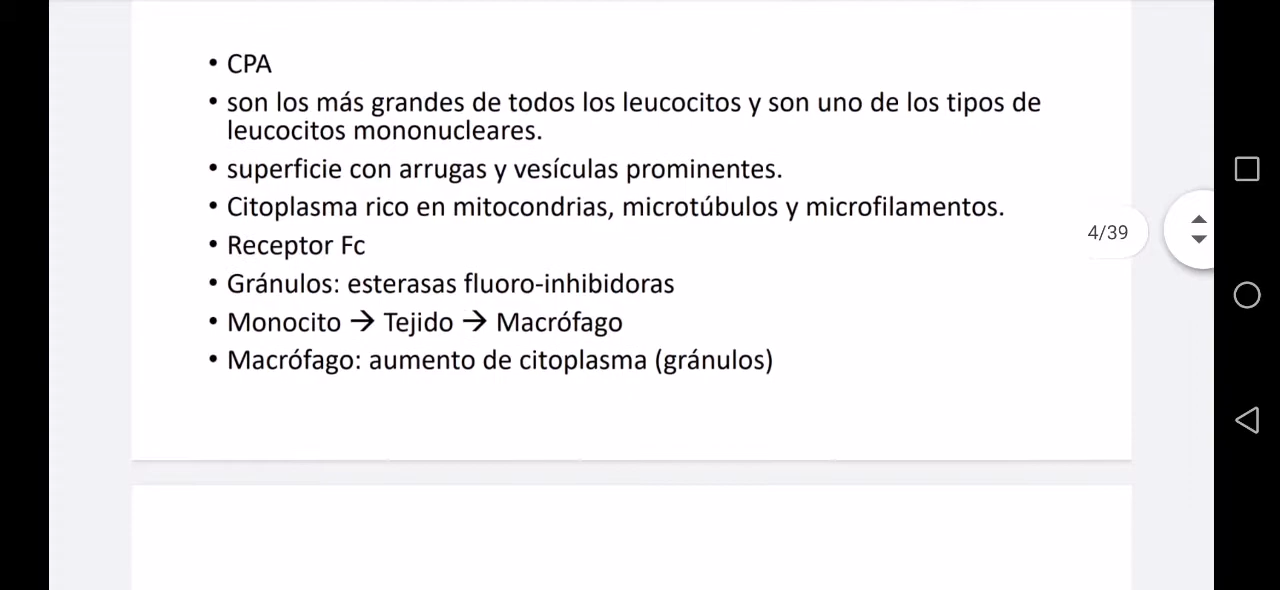 • CPA
• son los más grandes de todos los leucocitos y son uno de los tipos de
leucocitos mononucleares.
• superficie con arrugas y vesículas prominentes.
• Citoplasma rico en mitocondrias, microtúbulos y microfilamentos.
4/39
• Receptor Fc
• Gránulos: esterasas fluoro-inhibidoras
• Monocito → Tejido → Macrófago
• Macrófago: aumento de citoplasma (gránulos)